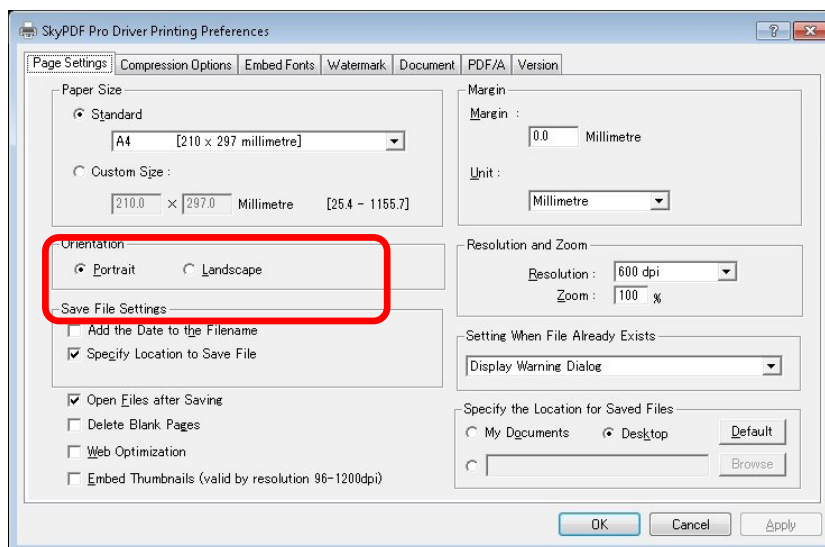 SkyPDF Pro Driver Printing Preferences
Page Settings Compression Options Embed Fonts Watermark Document PDF/A Version
Paper Size
Standard
A4 [210 x 297 millimetre]
Custom Size :
210.0 × 297.0 Millimetre [25.4 - 1155.7]
Orientation
Portrait Landscape
Save File Settings
Add the Date to the Filename
Specify Location to Save File
Open Files after Saving
Delete Blank Pages
Web Optimization
Embed Thumbnails (valid by resolution 96-1200dpi)
Margin
Margin :
0.0 Millimetre
Unit :
Millimetre
Resolution and Zoom
Resolution : 600 dpi
Zoom : 100 %
Setting When File Already Exists
Display Warning Dialog
Specify the Location for Saved Files
My Documents Desktop Default
Browse
OK Cancel Apply